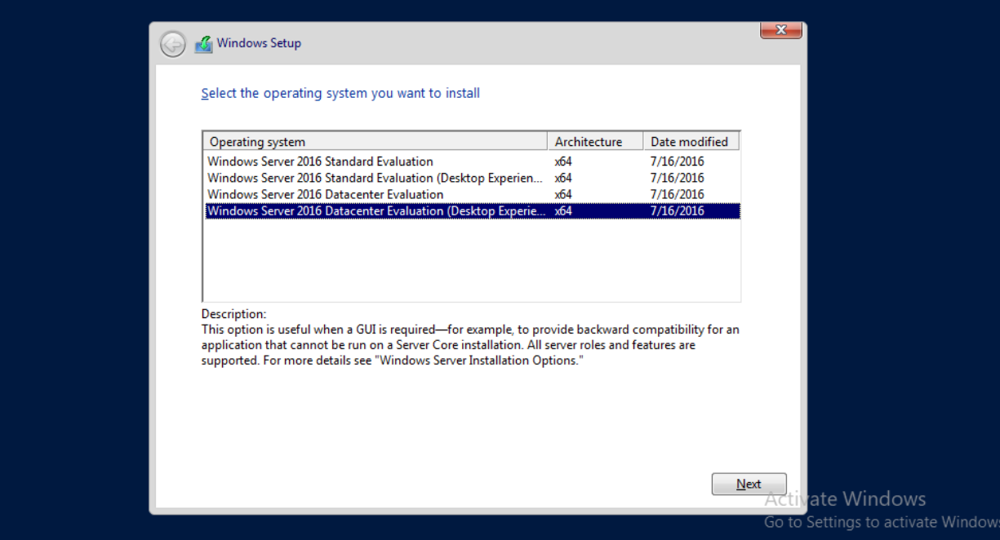 Windows Setup
Select the operating system you want to install
Operating system Architecture Date modified
Windows Server 2016 Standard Evaluation x64 7/16/2016
Windows Server 2016 Standard Evaluation (Desktop Experien... x64 7/16/2016
Windows Server 2016 Datacenter Evaluation x64 7/16/2016
Windows Server 2016 Datacenter Evaluation (Desktop Experie... x64 7/16/2016
Description:
This option is useful when a GUI is required—for example, to provide backward compatibility for an
application that cannot be run on a Server Core installation. All server roles and features are
supported. For more details see "Windows Server Installation Options."
Next
Activate Windows
Go to Settings to activate Windows